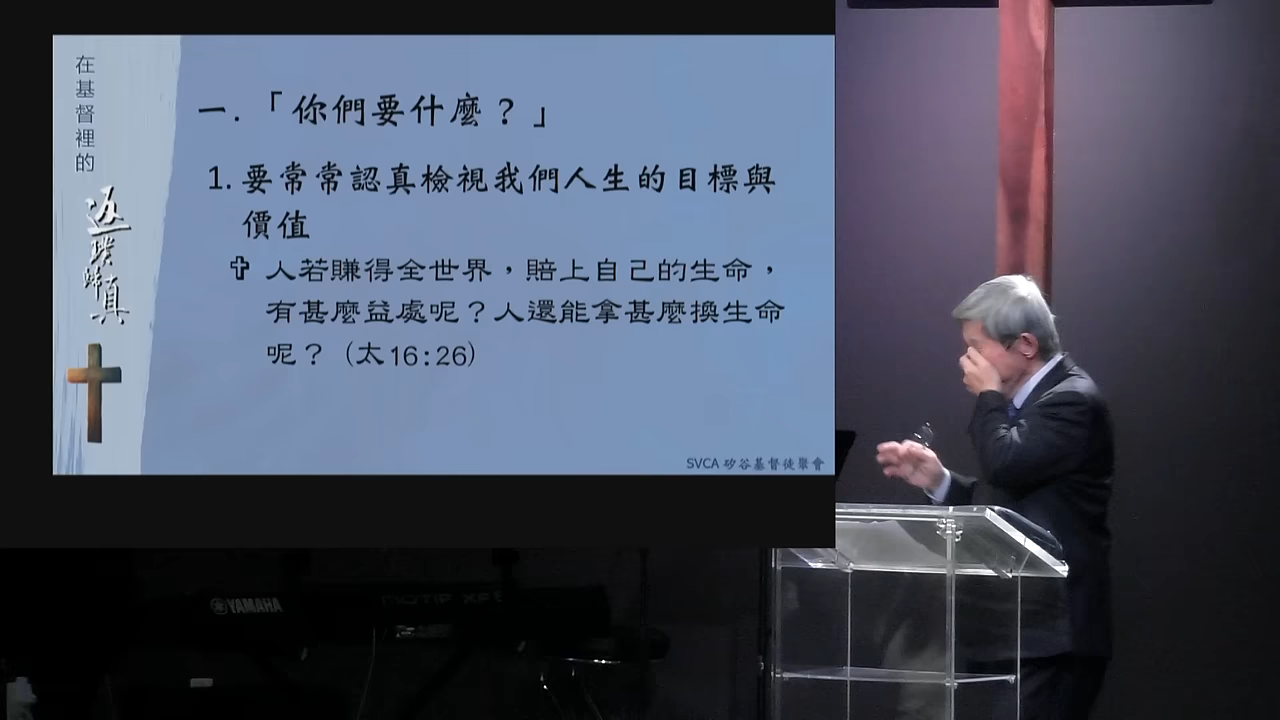 在基督裡的
返璞歸真
一.「你們要什麼？」
1. 要常常認真檢視我們人生的目標與
價值
人若賺得全世界，賠上自己的生命，
有甚麼益處呢？人還能拿甚麼換生命
呢？（太16:26）
SVCA 矽谷基督徒聚會
YAMAHA
MOTIF XF8